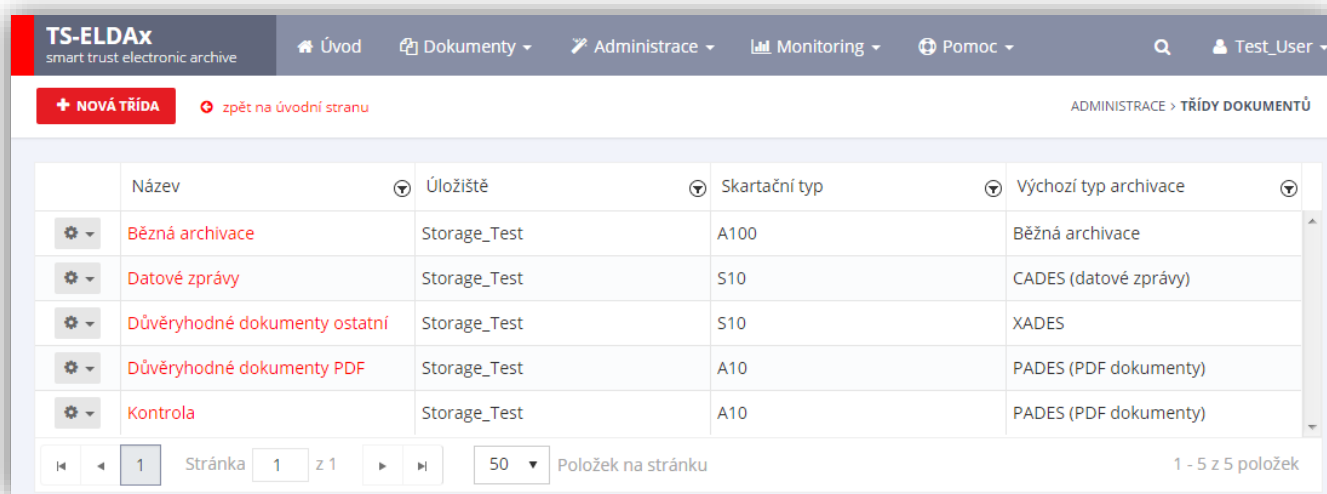 TS-ELDAx
smart trust electronic archive
Úvod Dokumenty Administrace Monitoring Pomoc Test_User
NOVÁ TŘÍDA zpět na úvodní stranu ADMINISTRACE > TŘÍDY DOKUMENTŮ
Název Úložiště Skartační typ Výchozí typ archivace
Bězná archivace Storage_Test A100 Běžná archivace
Datové zprávy Storage_Test S10 CADES (datové zprávy)
Důvěryhodné dokumenty ostatní Storage_Test S10 XADES
Důvěryhodné dokumenty PDF Storage_Test A10 PADES (PDF dokumenty)
Kontrola Storage_Test A10 PADES (PDF dokumenty)
1 Stránka 1 z 1 50 Položek na stránku 1 - 5 z 5 položek